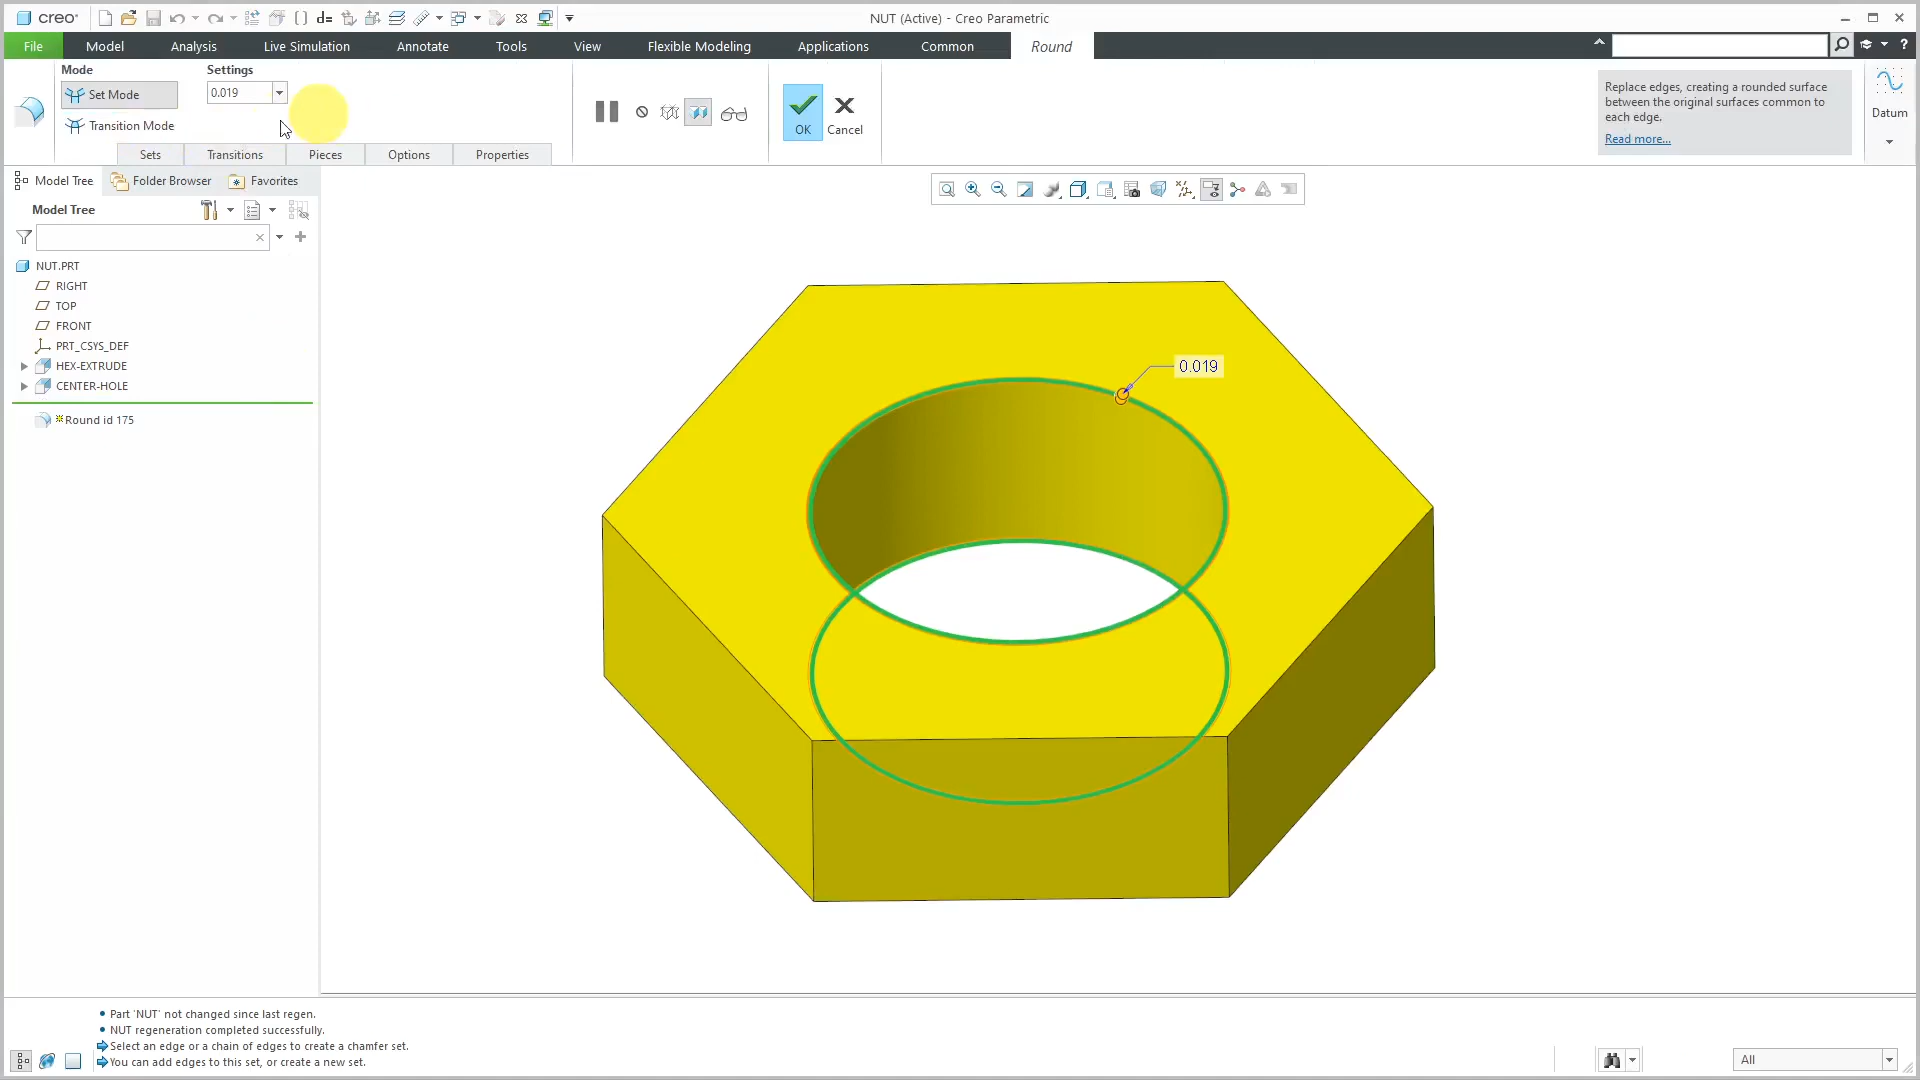 creo
d=
NUT (Active) - Creo Parametric
File
Model
Analysis
Live Simulation
Annotate
Tools
View
Flexible Modeling
Applications
Common
Round
?
Mode
Settings
Set Mode
0.019
Transition Mode
OK
Cancel
Replace edges, creating a rounded surface
between the original surfaces common to
each edge.
Read more...
Datum
Sets
Transitions
Pieces
Options
Properties
Model Tree
Folder Browser
Favorites
Model Tree
NUT.PRT
RIGHT
TOP
FRONT
PRT_CSYS_DEF
HEX-EXTRUDE
CENTER-HOLE
Round id 175
0.019
Part 'NUT' not changed since last regen.
NUT regeneration completed successfully.
Select an edge or a chain of edges to create a chamfer set.
You can add edges to this set, or create a new set.
All